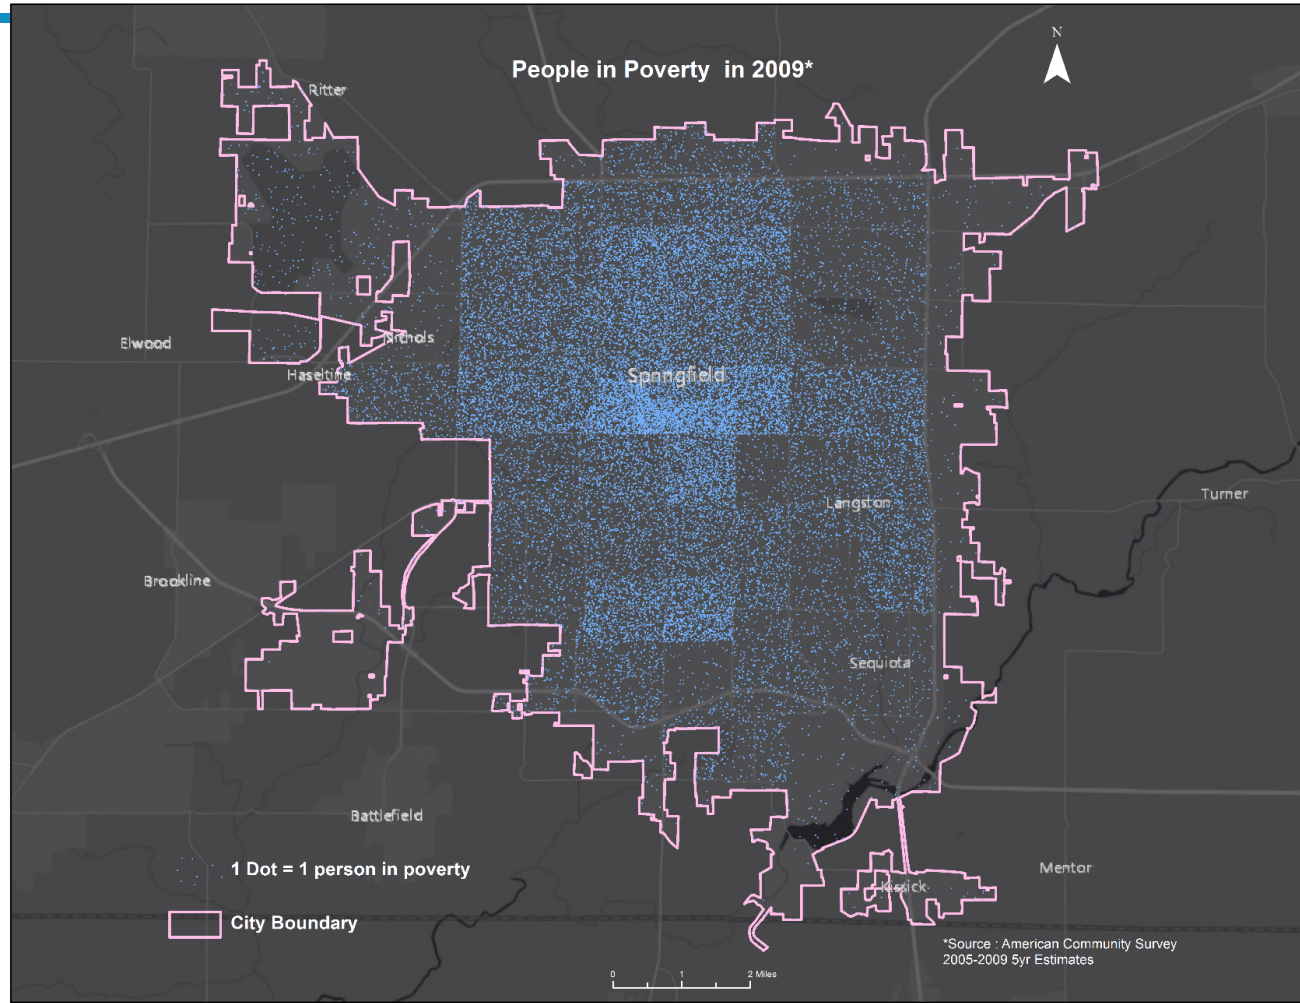 People in Poverty in 2009*
N
Ritter
Elwood
Nichols
Haseltine
Springfield
Turner
Langston
Brookline
Sequiota
Battlefield
1 Dot = 1 person in poverty
Mentor
Kissick
City Boundary
*Source : American Community Survey
2005-2009 5yr Estimates
0 1 2 Miles